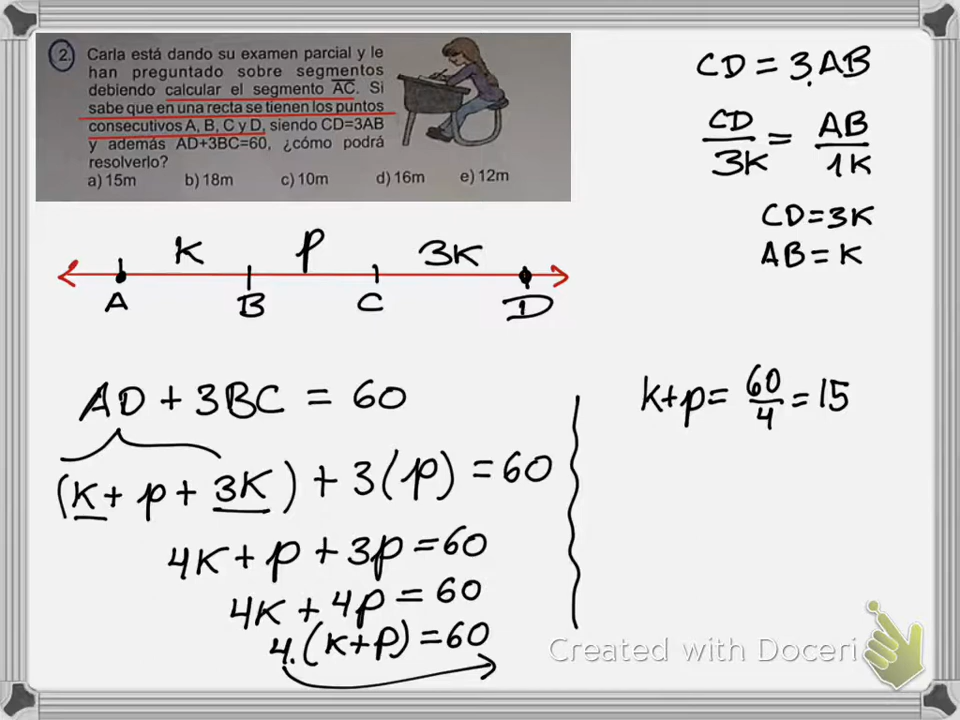 2. Carla está dando su examen parcial y le
han preguntado sobre segmentos
debiendo calcular el segmento AC. Si
sabe que en una recta se tienen los puntos
consecutivos A, B, C y D, siendo CD=3AB
y además AD+3BC=60, ¿cómo podrá
resolverlo?
a) 15m b) 18m c) 10m d) 16m e) 12m
CD = 3.AB
CD/3K = AB/1K
CD=3K
AB=K
K P 3K
A B C D
AD + 3BC = 60
(K + p + 3K) + 3(p) = 60
4K + p + 3p = 60
4K + 4p = 60
4.(K+P) = 60
K+p = 60/4 = 15
Created with Doceri